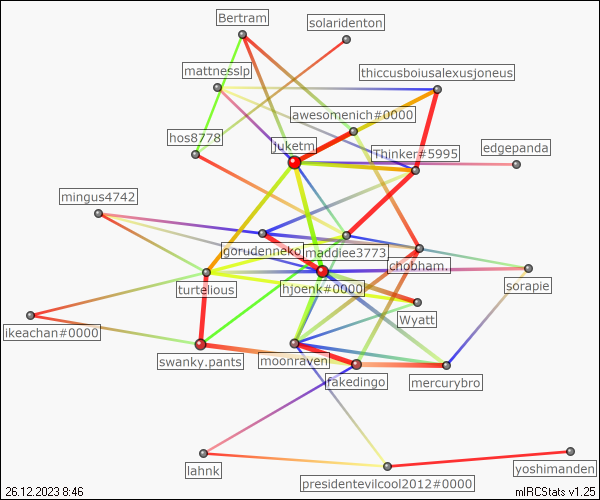 Bertram
solaridenton
mattnesslp
thiccusboiusalexusjoneus
awesomenich#0000
hos8778
juketm
Thinker#5995
edgepanda
mingus4742
gorudenneko
maddiee3773
chobham.
turtelious
hjoenk#0000
sorapie
Wyatt
ikeachan#0000
swanky.pants
moonraven
fakedingo
mercurybro
lahnk
presidentevilcool2012#0000
yoshimanden
26.12.2023 8:46
mIRCStats v1.25